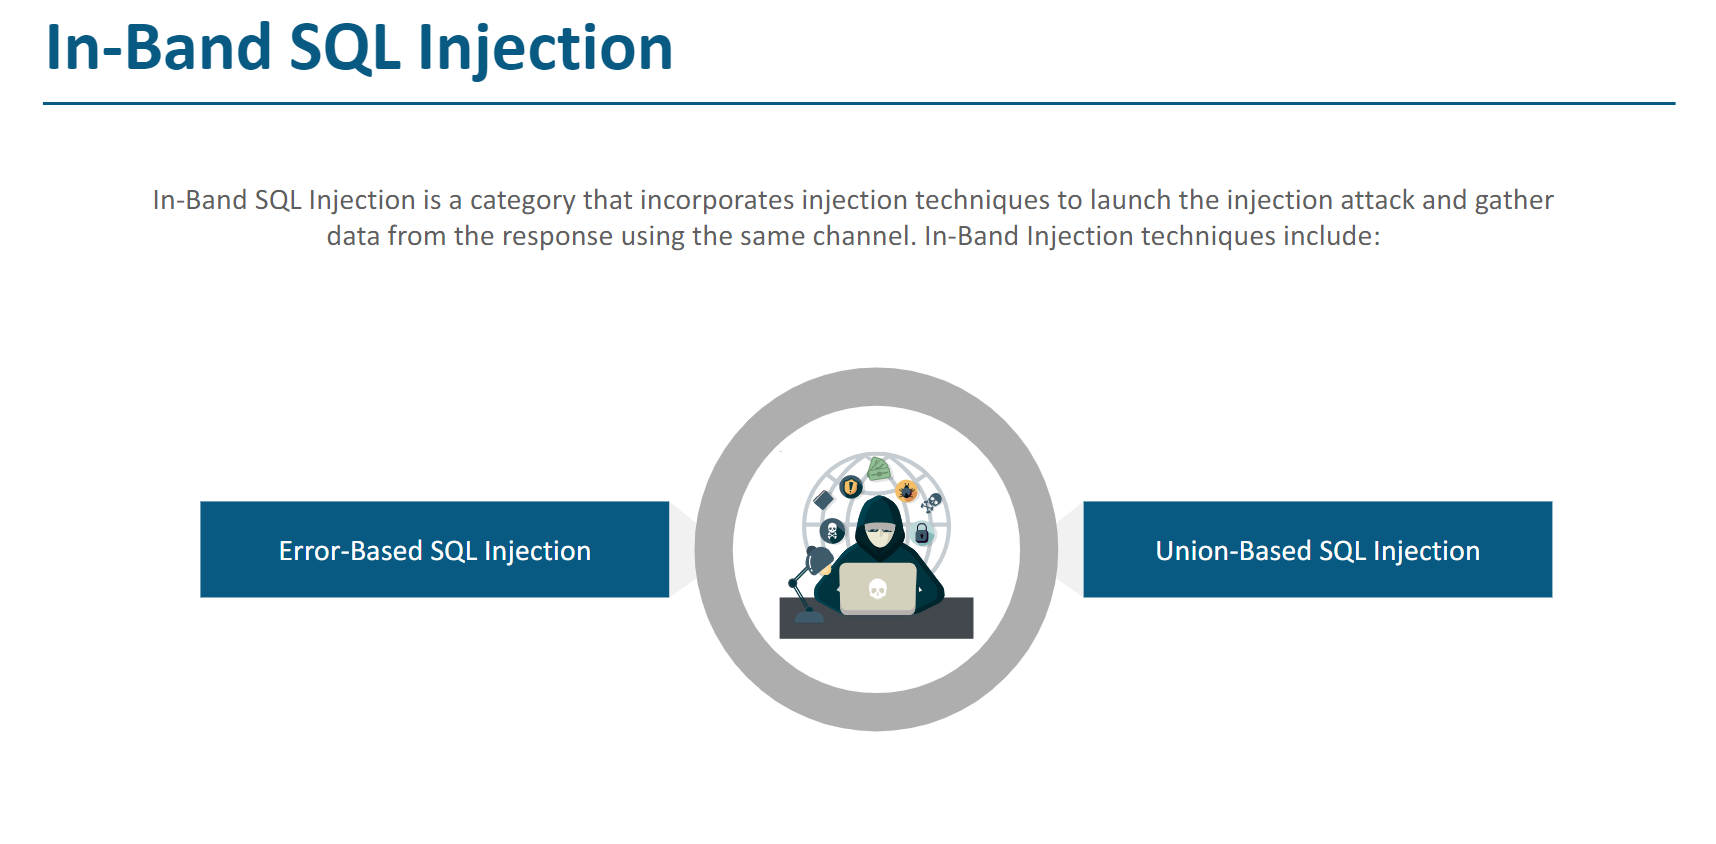 In-Band SQL Injection
In-Band SQL Injection is a category that incorporates injection techniques to launch the injection attack and gather
data from the response using the same channel. In-Band Injection techniques include:
Error-Based SQL Injection
Union-Based SQL Injection